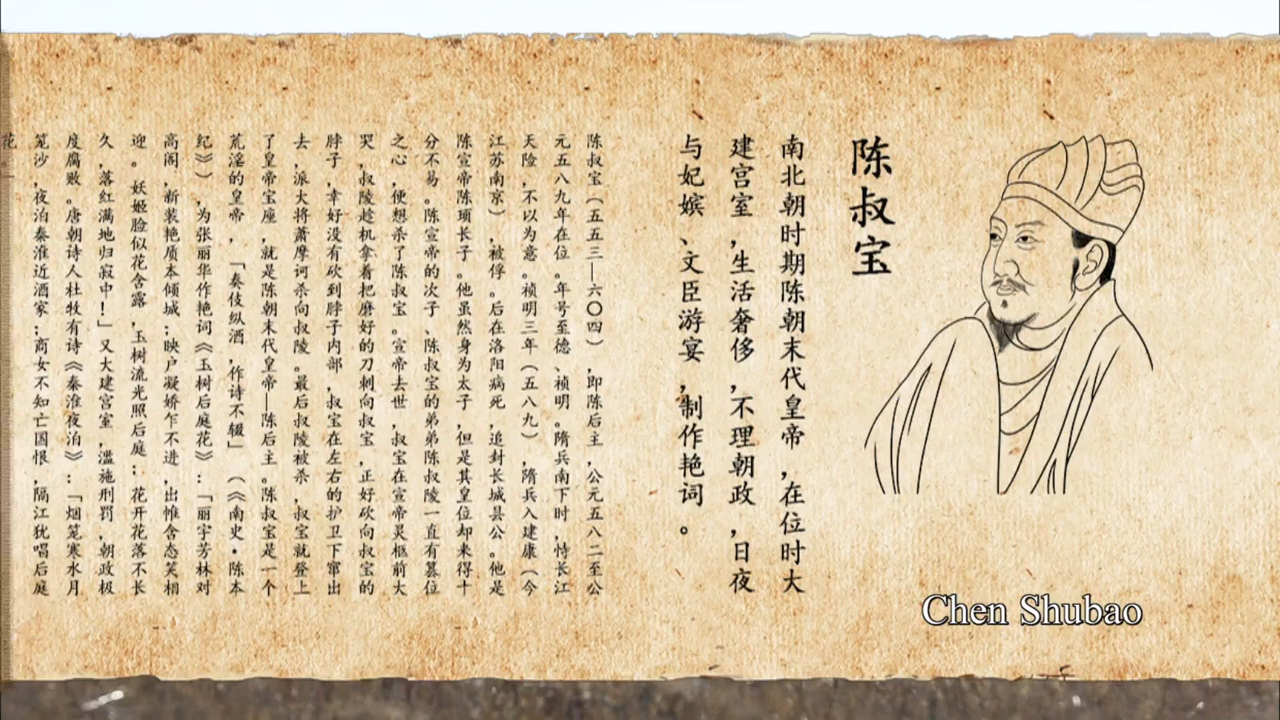 陈叔宝
南北朝时期陈朝末代皇帝，在位时大
建宫室，生活奢侈，不理朝政，日夜
与妃嫔、文臣游宴，制作艳词。
陈叔宝（五五三—六〇四），即陈后主，公元五八二至公
元五八九年在位。年号至德、祯明。隋兵南下时，恃长江
天险，不以为意。祯明三年（五八九），隋兵入建康（今
江苏南京），被俘。后在洛阳病死，追封长城县公。他是
陈宣帝陈顼长子。他虽然身为太子，但是其皇位却来得十
分不易。陈宣帝的次子、陈叔宝的弟弟陈叔陵一直有篡位
之心，便想杀了陈叔宝。宣帝去世，叔宝在宣帝灵柩前大
哭，叔陵趁机拿着把磨好的刀刺向叔宝，正好砍向叔宝的
脖子，幸好没有砍到脖子内部，叔宝在左右的护卫下窜出
去，派大将萧摩诃杀向叔陵。最后叔陵被杀，叔宝就登上
了皇帝宝座，就是陈朝末代皇帝—陈后主。陈叔宝是一个
荒淫的皇帝，「奏伎纵酒，作诗不辍」（《南史·陈本
纪》），为张丽华作艳词《玉树后庭花》：「丽宇芳林对
高阁，新装艳质本倾城；映户凝娇乍不进，出帷含态笑相
迎。妖姬脸似花含露，玉树流光照后庭；花开花落不长
久，落红满地归寂中！」又大建宫室，滥施刑罚，朝政极
度腐败。唐朝诗人杜牧有诗《秦淮夜泊》：「烟笼寒水月
笼沙，夜泊秦淮近酒家；商女不知亡国恨，隔江犹唱后庭
花。」
Chen Shubao